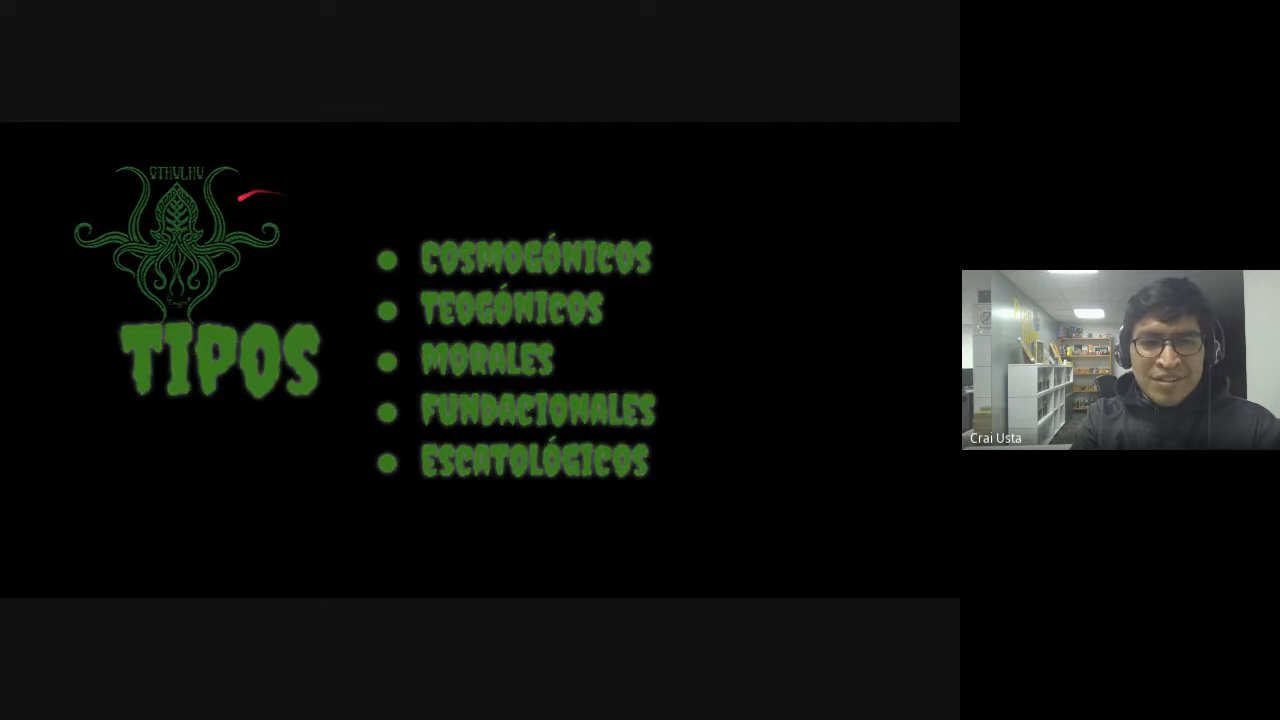 CTHULHU
TIPOS
● COSMOGÓNICOS
● TEOGÓNICOS
● MORALES
● FUNDACIONALES
● ESCATOLÓGICOS
Crai Usta